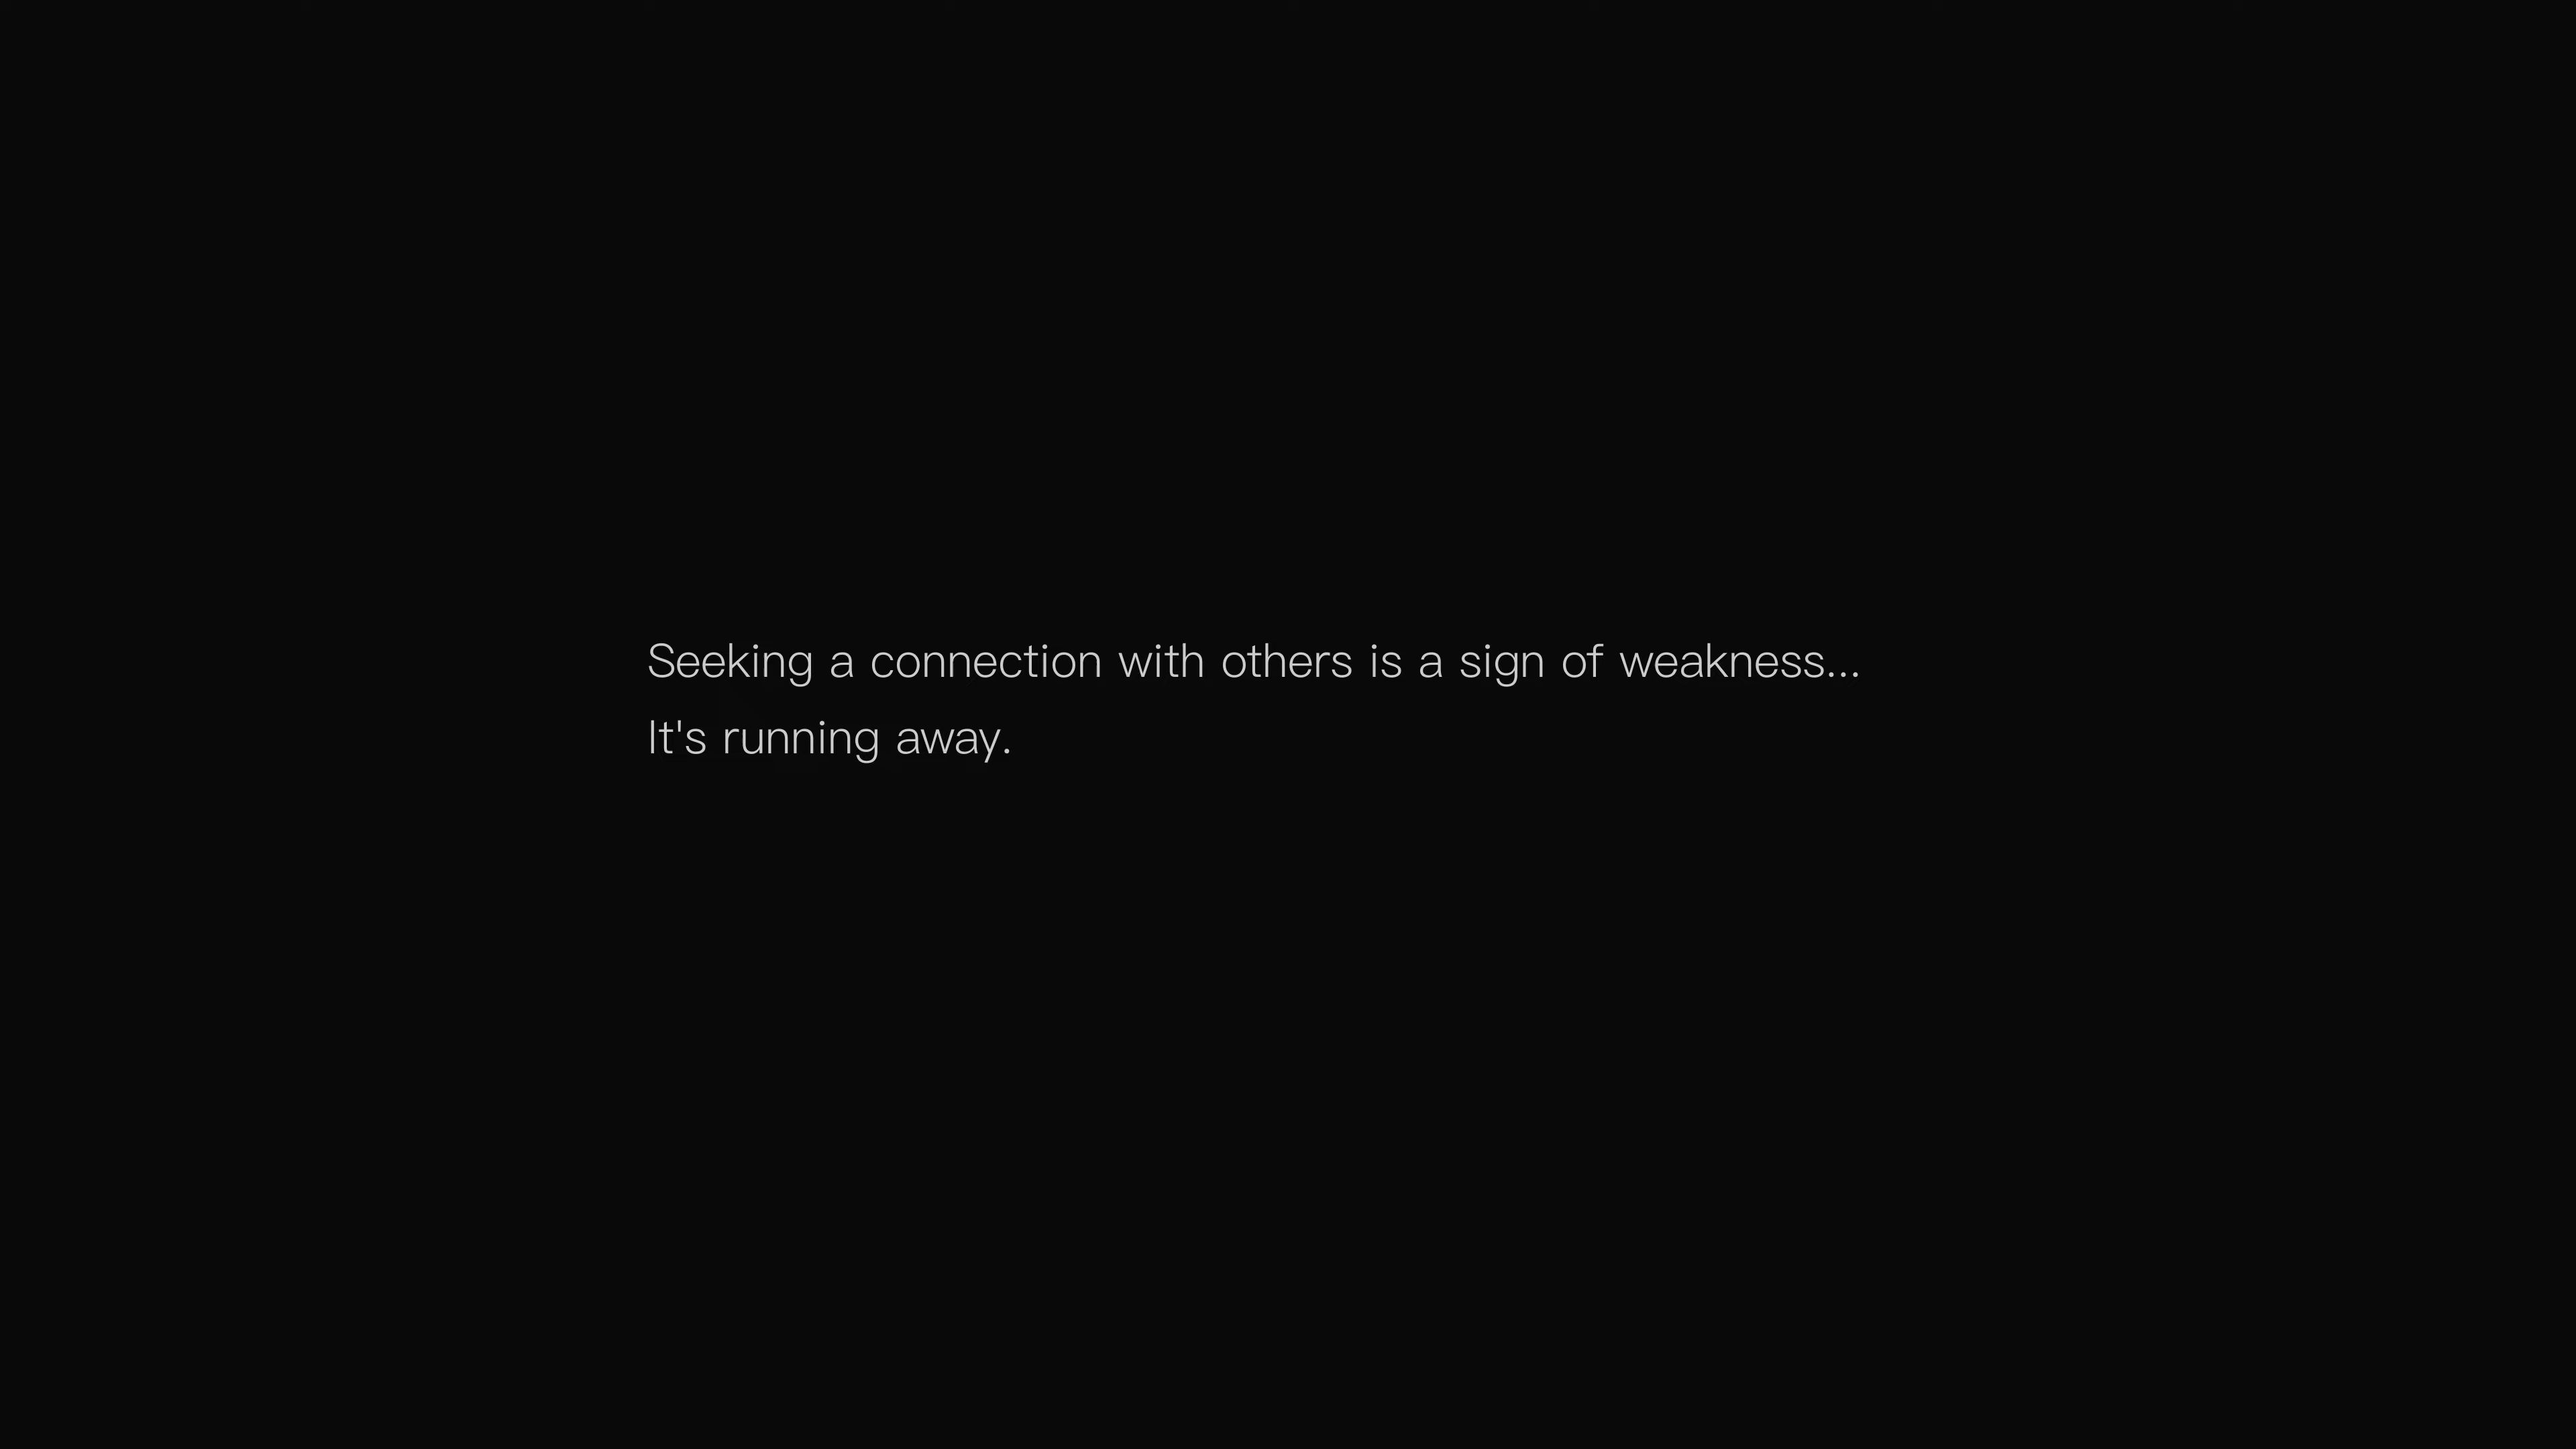 Seeking a connection with others is a sign of weakness...
It's running away.